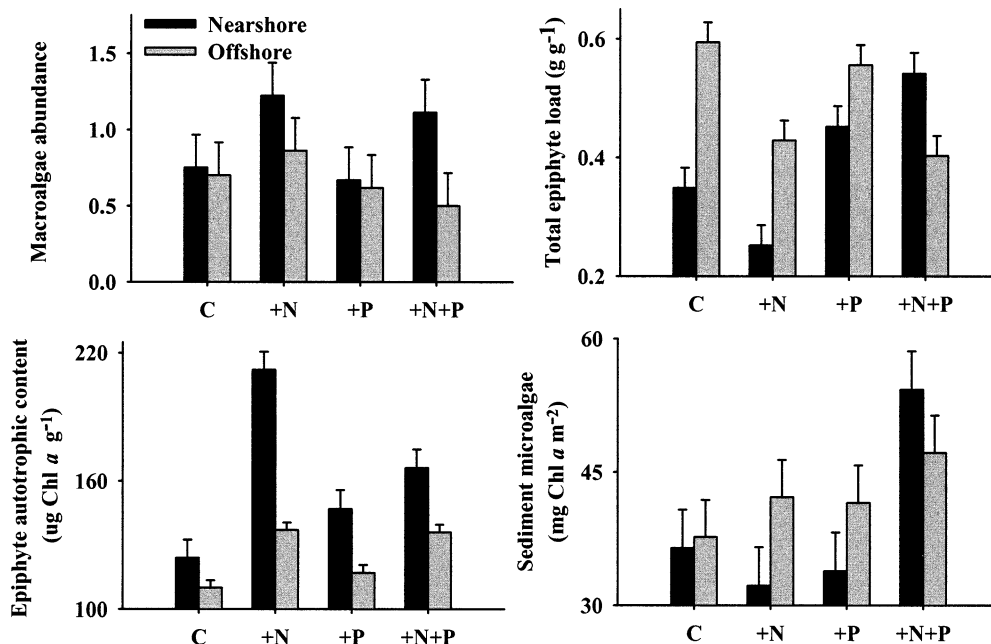 Nearshore
Offshore
Macroalgae abundance
1.5
1.0
0.5
0.0
C +N +P +N+P
Total epiphyte load (g g-1)
0.6
0.4
0.2
C +N +P +N+P
Epiphyte autotrophic content
(ug Chl a g-1)
220
160
100
C +N +P +N+P
Sediment microalgae
(mg Chl a m-2)
60
45
30
C +N +P +N+P